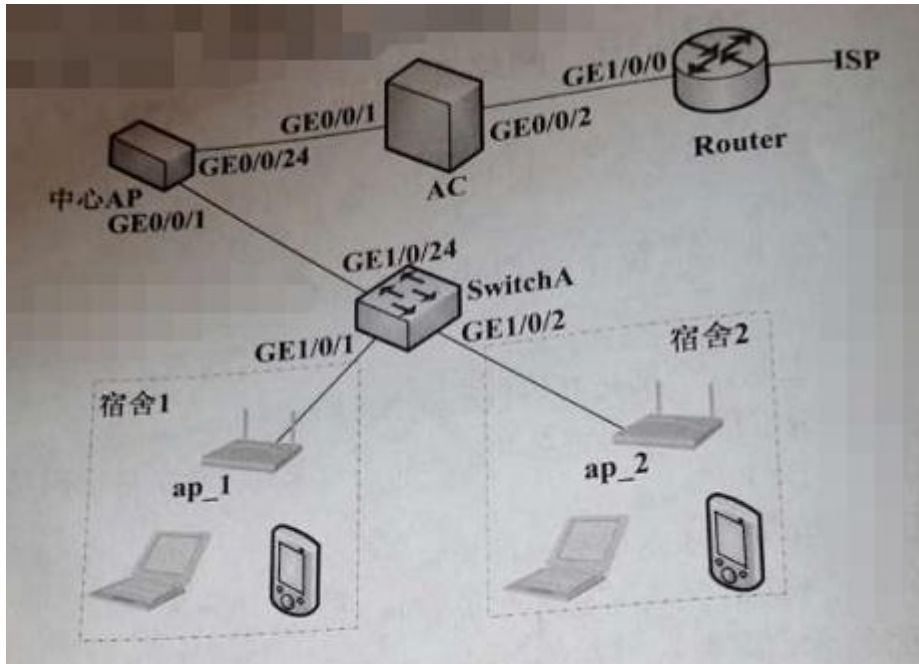 GE1/0/0
ISP
GE0/0/1
GE0/0/2
Router
GE0/0/24
AC
中心AP
GE0/0/1
GE1/0/24
SwitchA
GE1/0/1
GE1/0/2
宿舍1
宿舍2
ap_1
ap_2